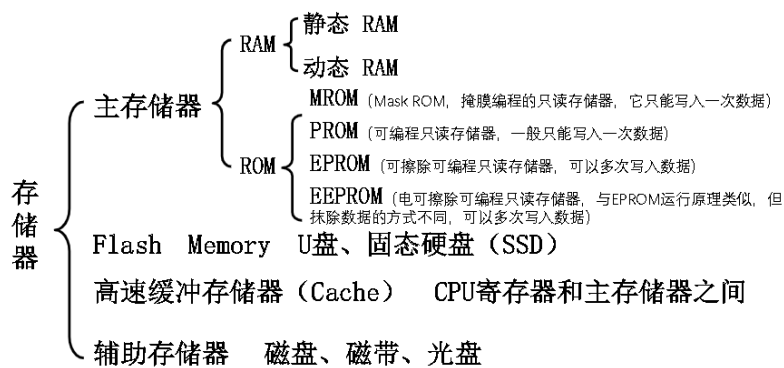 存储器
主存储器
RAM
静态 RAM
动态 RAM
ROM
MROM（Mask ROM，掩膜编程的只读存储器，它只能写入一次数据）
PROM（可编程只读存储器，一般只能写入一次数据）
EPROM（可擦除可编程只读存储器，可以多次写入数据）
EEPROM（电可擦除可编程只读存储器，与EPROM运行原理类似，但
抹除数据的方式不同，可以多次写入数据）
Flash Memory U盘、固态硬盘（SSD）
高速缓冲存储器（Cache） CPU寄存器和主存储器之间
辅助存储器 磁盘、磁带、光盘